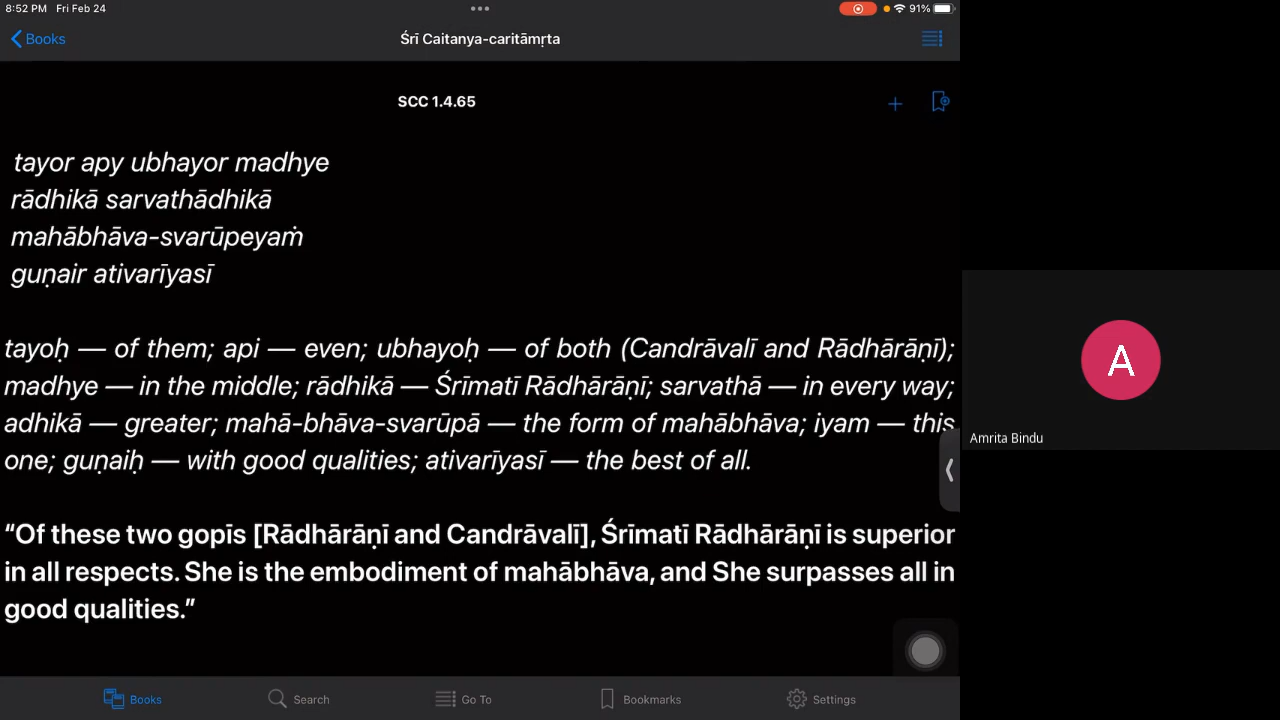 8:52 PM Fri Feb 24
91%
Books
Śrī Caitanya-caritāmṛta
SCC 1.4.65
tayor apy ubhayor madhye
rādhikā sarvathādhikā
mahābhāva-svarūpeyaṁ
guṇair ativarīyasī
tayoḥ — of them; api — even; ubhayoḥ — of both (Candrāvalī and Rādhārāṇī);
madhye — in the middle; rādhikā — Śrīmatī Rādhārāṇī; sarvathā — in every way;
adhikā — greater; mahā-bhāva-svarūpā — the form of mahābhāva; iyam — this
one; guṇaiḥ — with good qualities; ativarīyasī — the best of all.
“Of these two gopīs [Rādhārāṇī and Candrāvalī], Śrīmatī Rādhārāṇī is superior
in all respects. She is the embodiment of mahābhāva, and She surpasses all in
good qualities.”
A
Amrita Bindu
Books
Search
Go To
Bookmarks
Settings